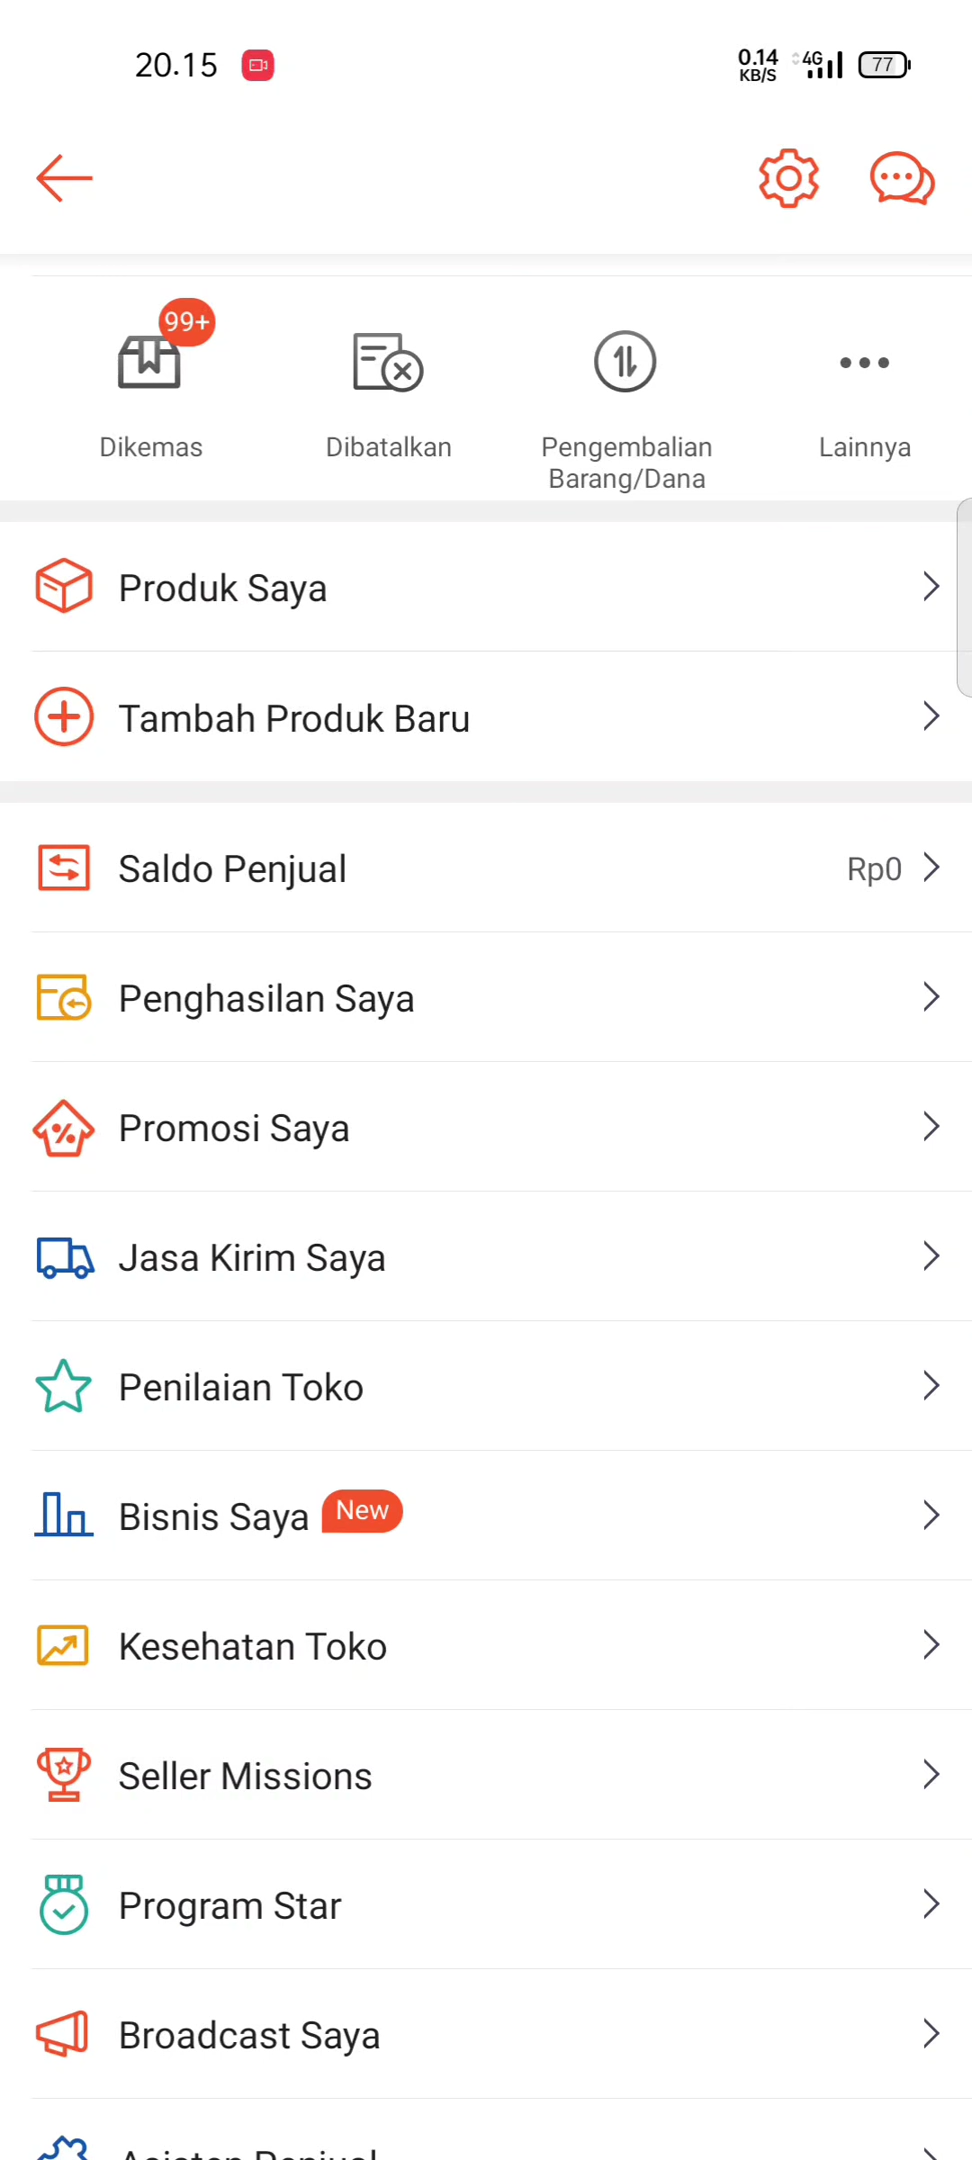 20.15
0.14
KB/S
4G
77
99+
Dikemas
Dibatalkan
Pengembalian
Barang/Dana
Lainnya
Produk Saya
Tambah Produk Baru
Saldo Penjual
Rp0
Penghasilan Saya
Promosi Saya
Jasa Kirim Saya
Penilaian Toko
Bisnis Saya
New
Kesehatan Toko
Seller Missions
Program Star
Broadcast Saya
Asisten Penjual